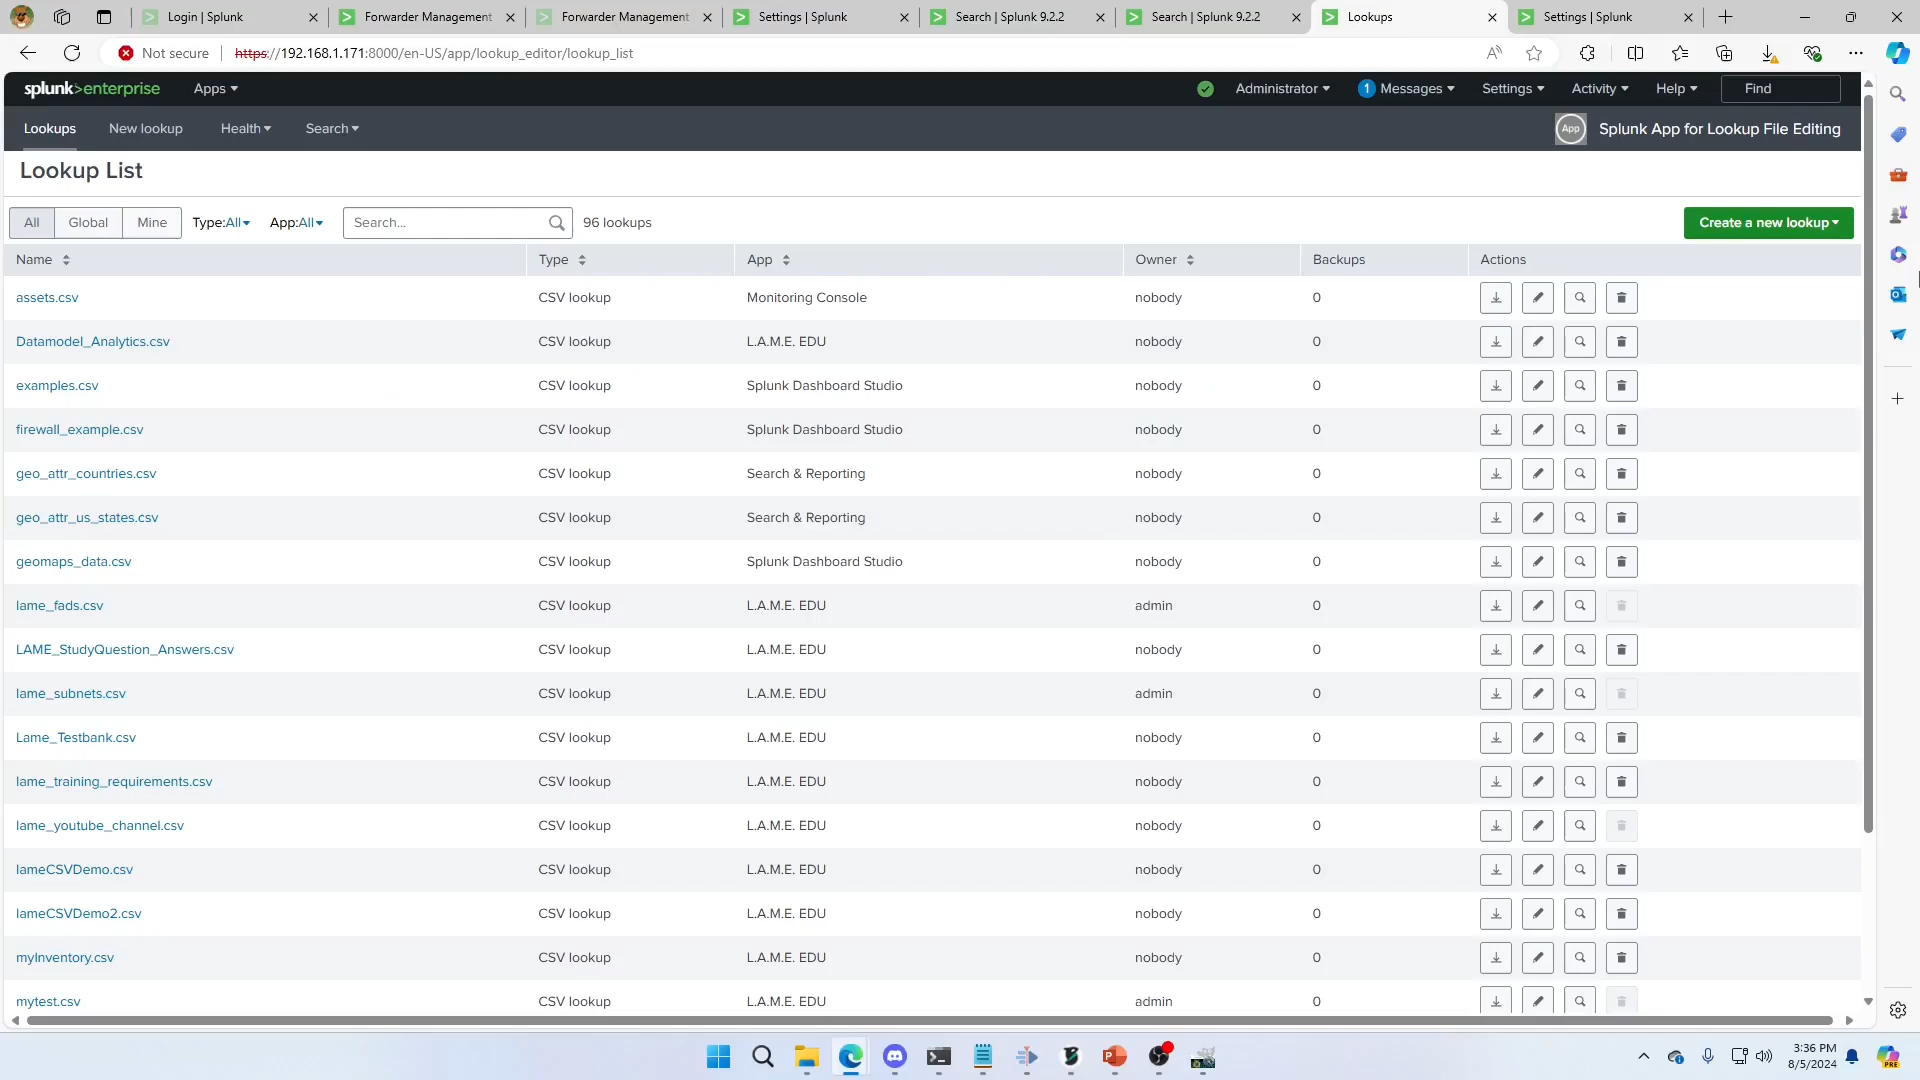 Login | Splunk
Forwarder Management
Forwarder Management
Settings | Splunk
Search | Splunk 9.2.2
Search | Splunk 9.2.2
Lookups
Settings | Splunk
Not secure
https://192.168.1.171:8000/en-US/app/lookup_editor/lookup_list
splunk>enterprise
Apps
Administrator
1 Messages
Settings
Activity
Help
Find
Lookups
New lookup
Health
Search
App
Splunk App for Lookup File Editing
Lookup List
All
Global
Mine
Type:All
App:All
Search...
96 lookups
Create a new lookup
Name Type App Owner Backups Actions
assets.csv CSV lookup Monitoring Console nobody 0
Datamodel_Analytics.csv CSV lookup L.A.M.E. EDU nobody 0
examples.csv CSV lookup Splunk Dashboard Studio nobody 0
firewall_example.csv CSV lookup Splunk Dashboard Studio nobody 0
geo_attr_countries.csv CSV lookup Search & Reporting nobody 0
geo_attr_us_states.csv CSV lookup Search & Reporting nobody 0
geomaps_data.csv CSV lookup Splunk Dashboard Studio nobody 0
lame_fads.csv CSV lookup L.A.M.E. EDU admin 0
LAME_StudyQuestion_Answers.csv CSV lookup L.A.M.E. EDU nobody 0
lame_subnets.csv CSV lookup L.A.M.E. EDU admin 0
Lame_Testbank.csv CSV lookup L.A.M.E. EDU nobody 0
lame_training_requirements.csv CSV lookup L.A.M.E. EDU nobody 0
lame_youtube_channel.csv CSV lookup L.A.M.E. EDU nobody 0
lameCSVDemo.csv CSV lookup L.A.M.E. EDU nobody 0
lameCSVDemo2.csv CSV lookup L.A.M.E. EDU nobody 0
myInventory.csv CSV lookup L.A.M.E. EDU nobody 0
mytest.csv CSV lookup L.A.M.E. EDU admin 0
3:36 PM
8/5/2024
PRE